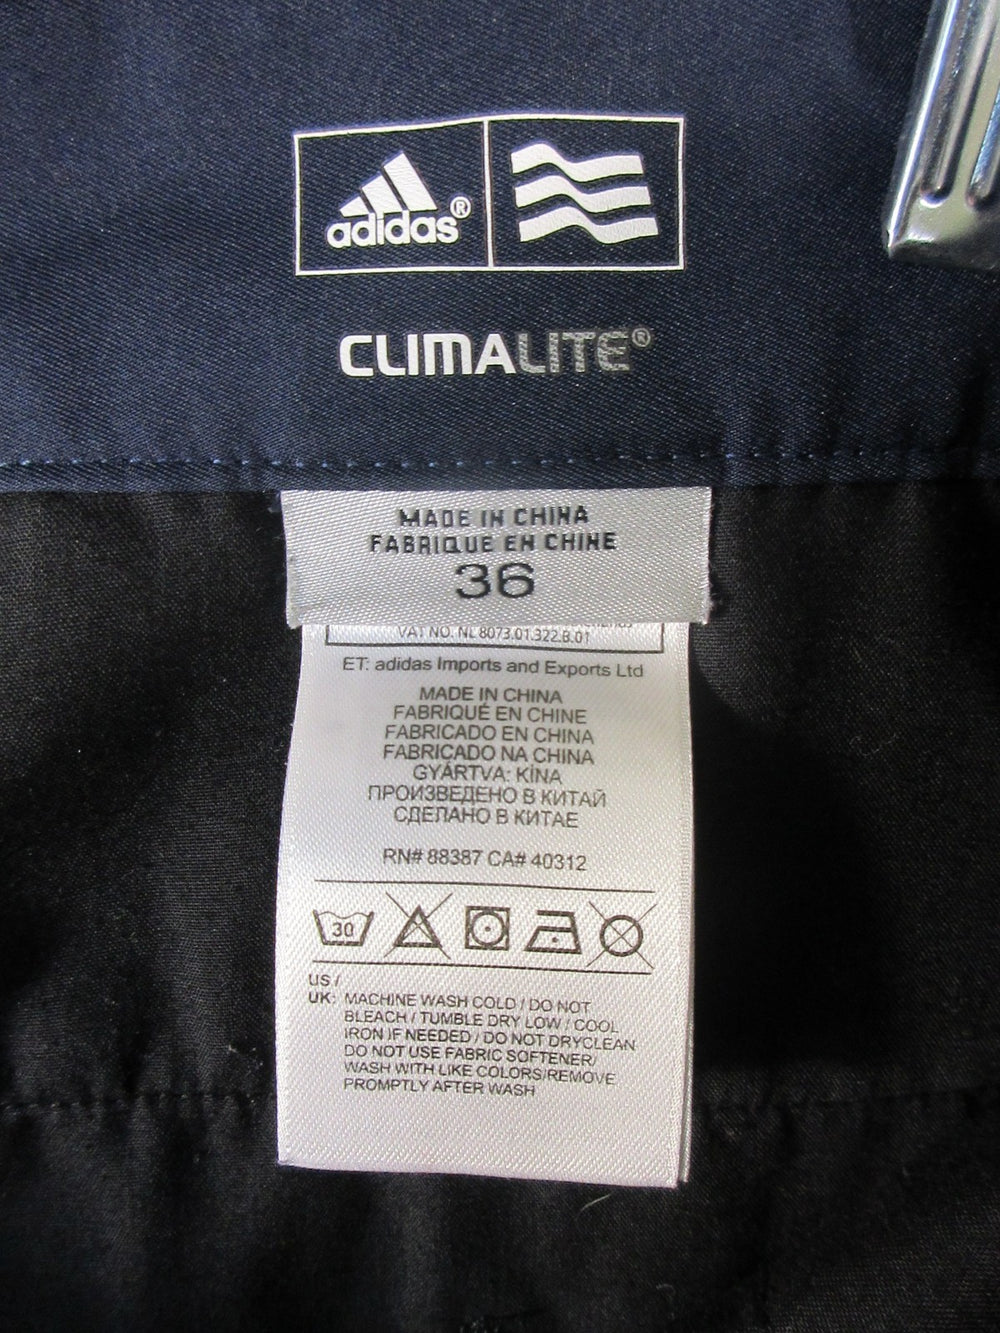 adidas®
CLIMALITE®
MADE IN CHINA
FABRIQUE EN CHINE
36
VAT NO. NL 8073.01.322.B.01
ET: adidas Imports and Exports Ltd
MADE IN CHINA
FABRIQUÉ EN CHINE
FABRICADO EN CHINA
FABRICADO NA CHINA
GYÁRTVA: KÍNA
ПРОИЗВЕДЕНО В КИТАЙ
СДЕЛАНО В КИТАЕ
RN# 88387 CA# 40312
30
US /
UK: MACHINE WASH COLD / DO NOT
BLEACH / TUMBLE DRY LOW / COOL
IRON IF NEEDED / DO NOT DRYCLEAN
DO NOT USE FABRIC SOFTENER/
WASH WITH LIKE COLORS/REMOVE
PROMPTLY AFTER WASH